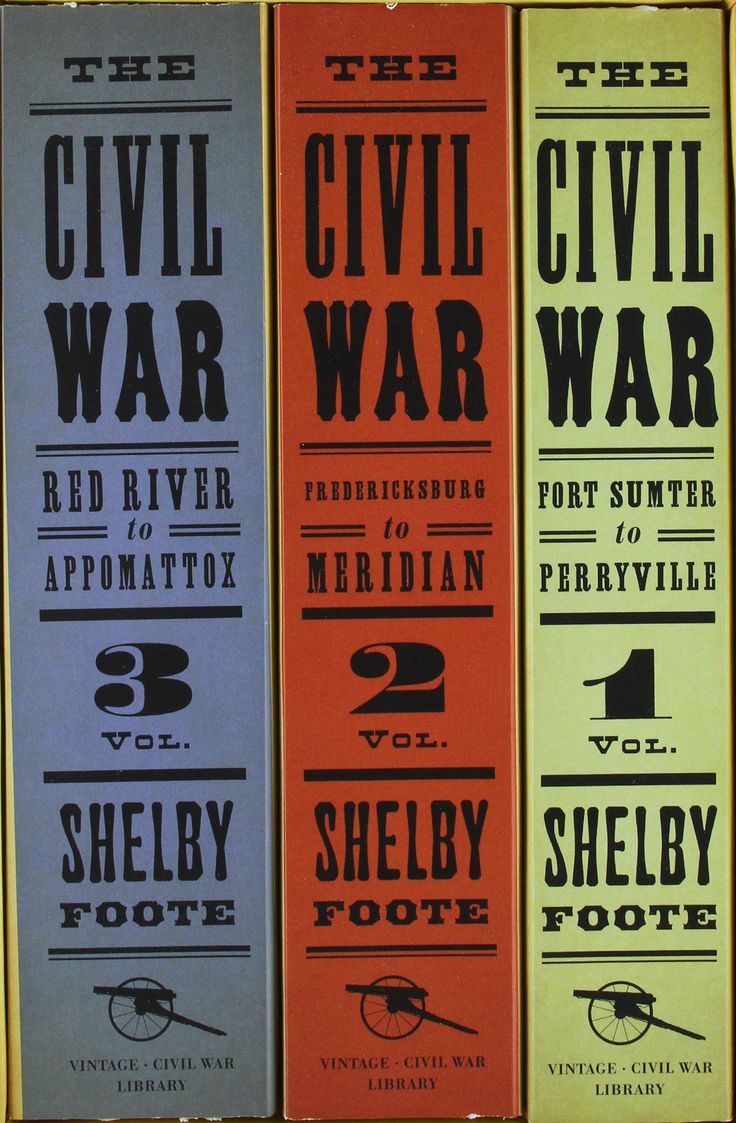 THE
CIVIL
WAR
RED RIVER
to
APPOMATTOX
3
VOL.
SHELBY
FOOTE
VINTAGE · CIVIL WAR
LIBRARY
THE
CIVIL
WAR
FREDERICKSBURG
to
MERIDIAN
2
VOL.
SHELBY
FOOTE
VINTAGE · CIVIL WAR
LIBRARY
THE
CIVIL
WAR
FORT SUMTER
to
PERRYVILLE
1
VOL.
SHELBY
FOOTE
VINTAGE · CIVIL WAR
LIBRARY